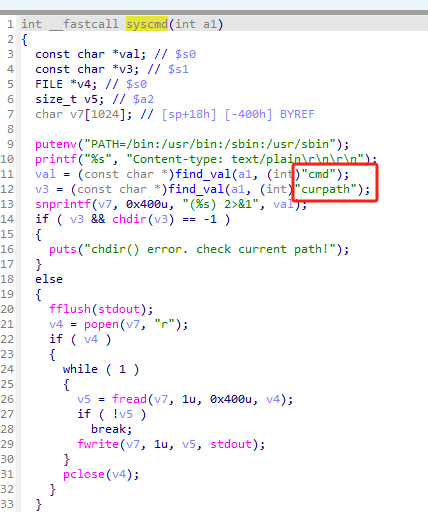 1 int __fastcall syscmd(int a1)
2 {
3 const char *val; // $s0
4 const char *v3; // $s1
5 FILE *v4; // $s0
6 size_t v5; // $a2
7 char v7[1024]; // [sp+18h] [-400h] BYREF
8
9 putenv("PATH=/bin:/usr/bin:/sbin:/usr/sbin");
10 printf("%s", "Content-type: text/plain\r\n\r\n");
11 val = (const char *)find_val(a1, (int)"cmd");
12 v3 = (const char *)find_val(a1, (int)"curpath");
13 snprintf(v7, 0x400u, "(%s) 2>&1", val);
14 if ( v3 && chdir(v3) == -1 )
15 {
16 puts("chdir() error. check current path!");
17 }
18 else
19 {
20 fflush(stdout);
21 v4 = popen(v7, "r");
22 if ( v4 )
23 {
24 while ( 1 )
25 {
26 v5 = fread(v7, 1u, 0x400u, v4);
27 if ( !v5 )
28 break;
29 fwrite(v7, 1u, v5, stdout);
30 }
31 pclose(v4);
32 }
33 }